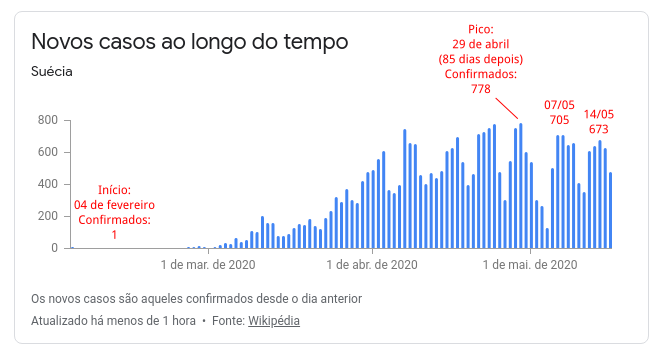 Novos casos ao longo do tempo
Suécia
Pico:
29 de abril
(85 dias depois)
Confirmados:
778
07/05
705
14/05
673
800
600
400
200
0
Início:
04 de fevereiro
Confirmados:
1
1 de mar. de 2020
1 de abr. de 2020
1 de mai. de 2020
Os novos casos são aqueles confirmados desde o dia anterior
Atualizado há menos de 1 hora • Fonte: Wikipédia